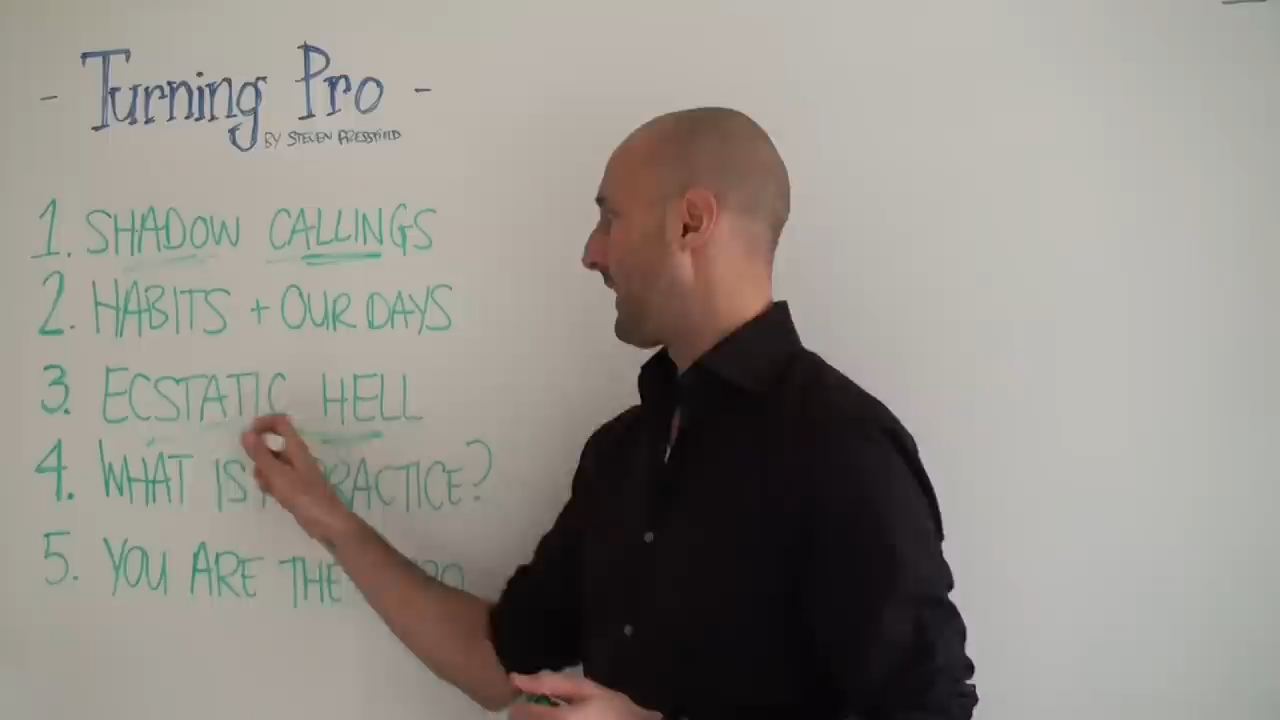 - Turning Pro -
BY STEVEN PRESSFIELD
1. SHADOW CALLINGS
2. HABITS + OUR DAYS
3. ECSTATIC HELL
4. WHAT IS PRACTICE?
5. YOU ARE THE